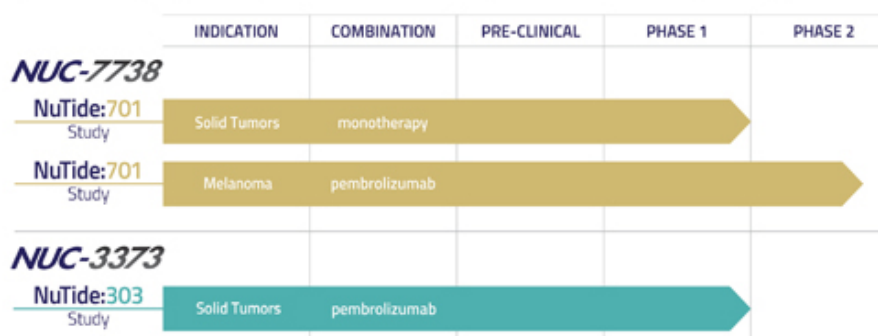 INDICATION COMBINATION PRE-CLINICAL PHASE 1 PHASE 2
NUC-7738
NuTide:701
Study
Solid Tumors monotherapy
NuTide:701
Study
Melanoma pembrolizumab
NUC-3373
NuTide:303
Study
Solid Tumors pembrolizumab